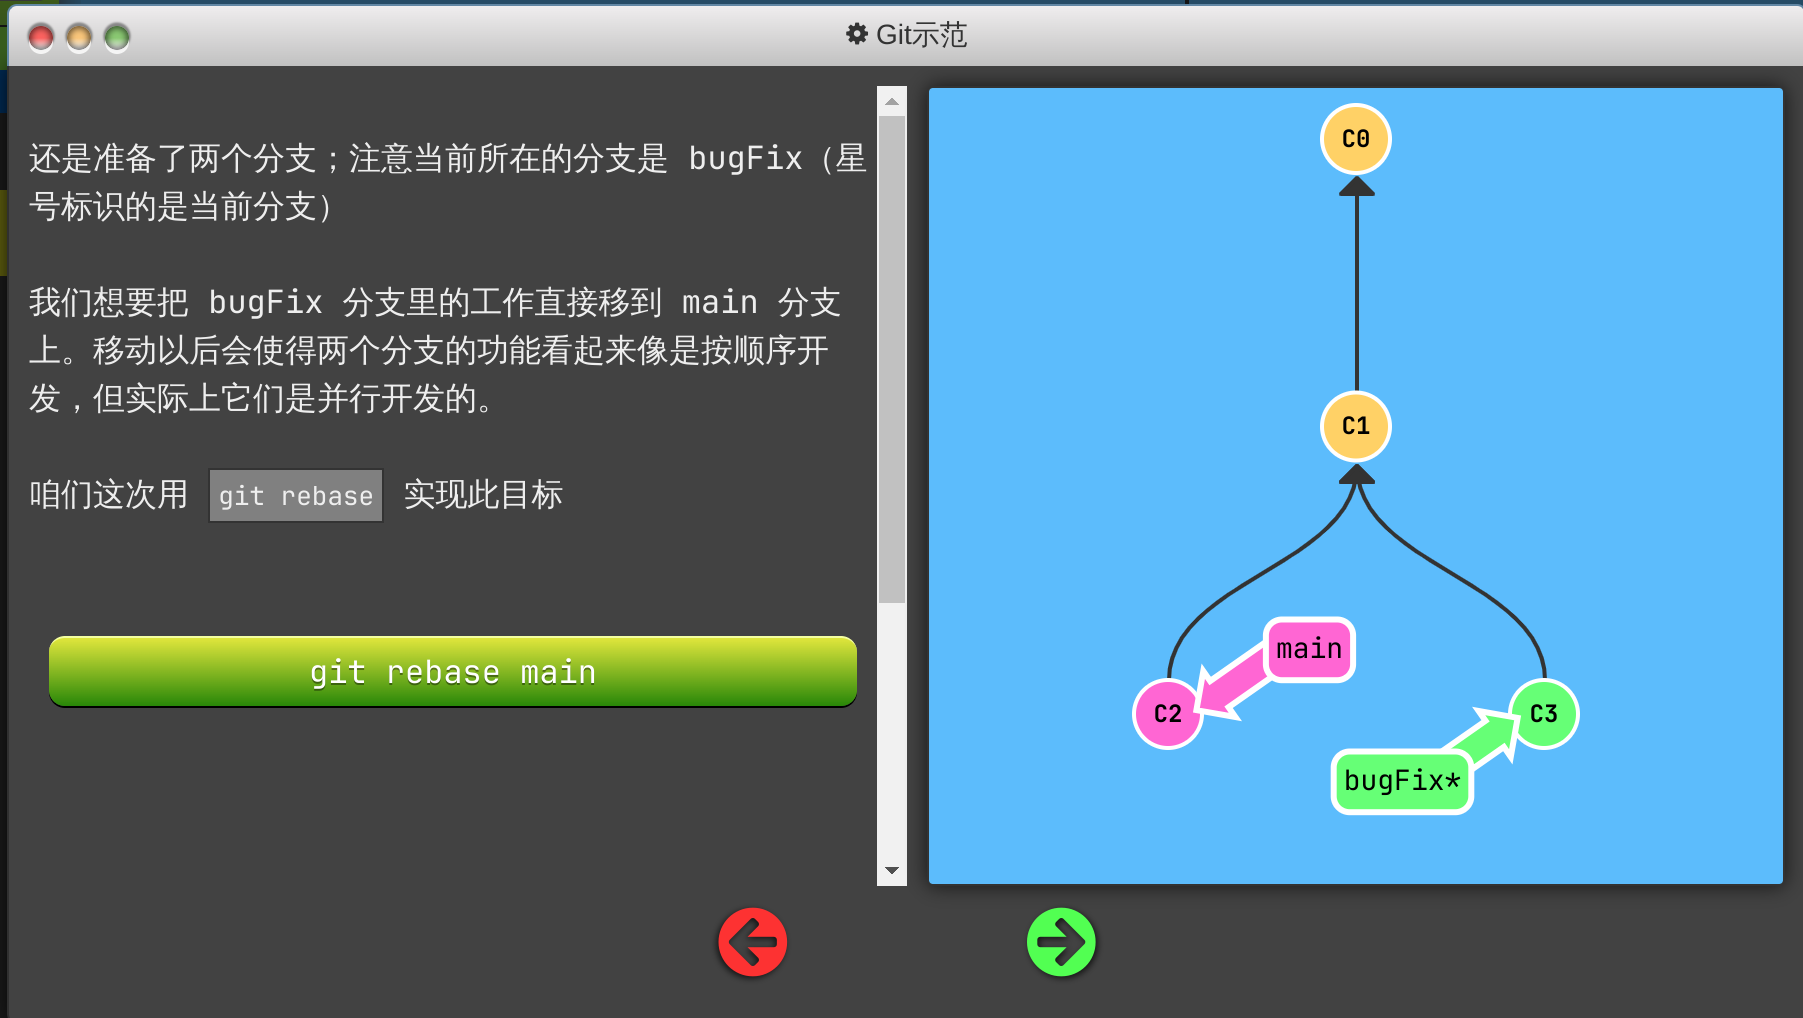 Git示范
还是准备了两个分支；注意当前所在的分支是 bugFix（星
号标识的是当前分支）
我们想要把 bugFix 分支里的工作直接移到 main 分支
上。移动以后会使得两个分支的功能看起来像是按顺序开
发，但实际上它们是并行开发的。
咱们这次用 git rebase 实现此目标
git rebase main
C0
C1
main
C2
C3
bugFix*